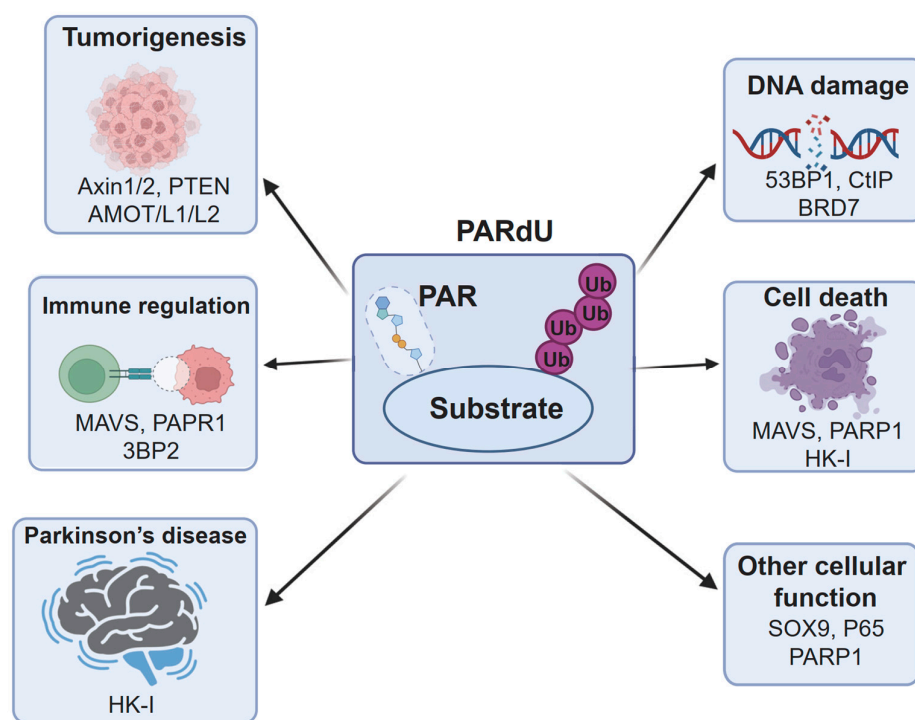 Tumorigenesis
Axin1/2, PTEN
AMOT/L1/L2
Immune regulation
MAVS, PAPR1
3BP2
Parkinson's disease
HK-I
PARdU
PAR
Ub
Ub
Ub
Ub
Substrate
DNA damage
53BP1, CtIP
BRD7
Cell death
MAVS, PARP1
HK-I
Other cellular
function
SOX9, P65
PARP1